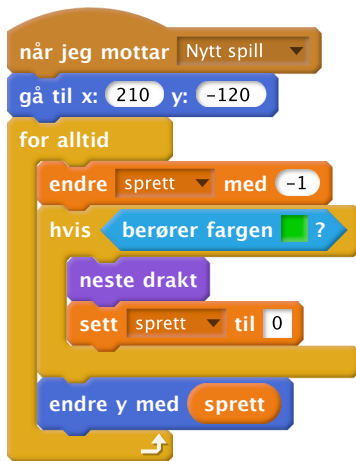 når jeg mottar Nytt spill
gå til x: 210 y: -120
for alltid
endre sprett med -1
hvis berører fargen ?
neste drakt
sett sprett til 0
endre y med sprett